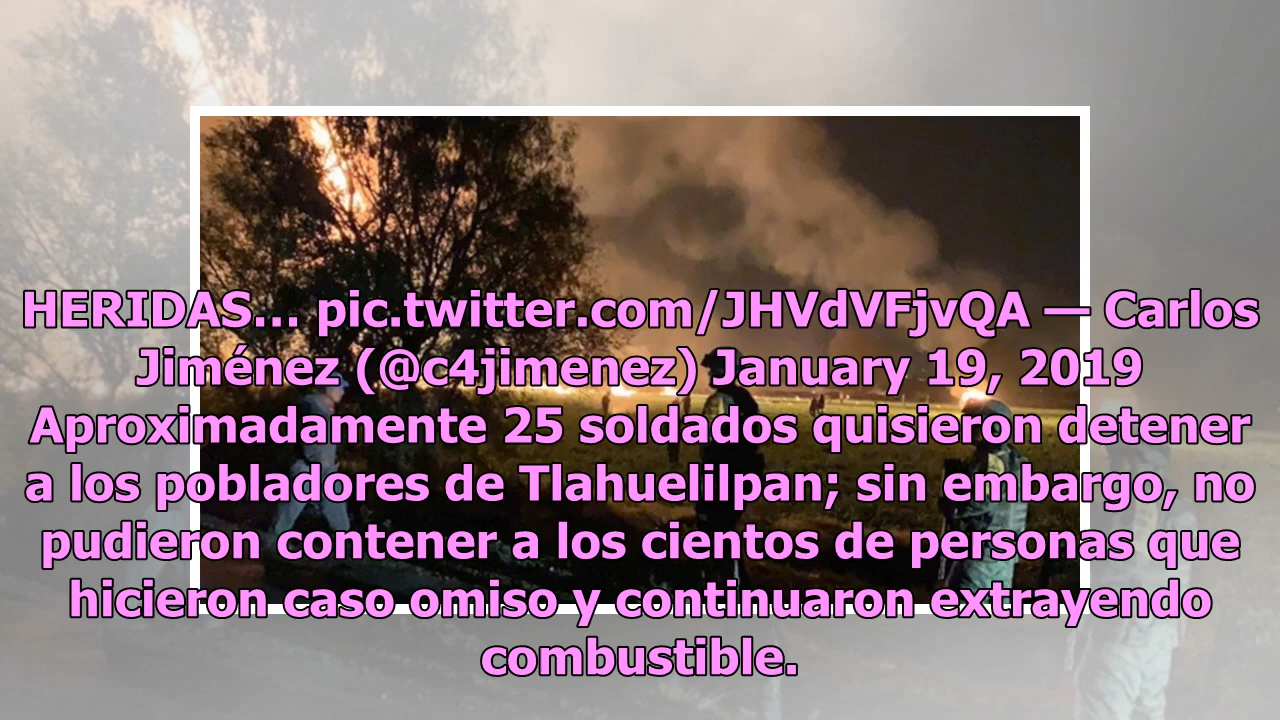 HERIDAS... pic.twitter.com/JHVdVFjvQA — Carlos
Jiménez (@c4jimenez) January 19, 2019
Aproximadamente 25 soldados quisieron detener
a los pobladores de Tlahuelilpan; sin embargo, no
pudieron contener a los cientos de personas que
hicieron caso omiso y continuaron extrayendo
combustible.